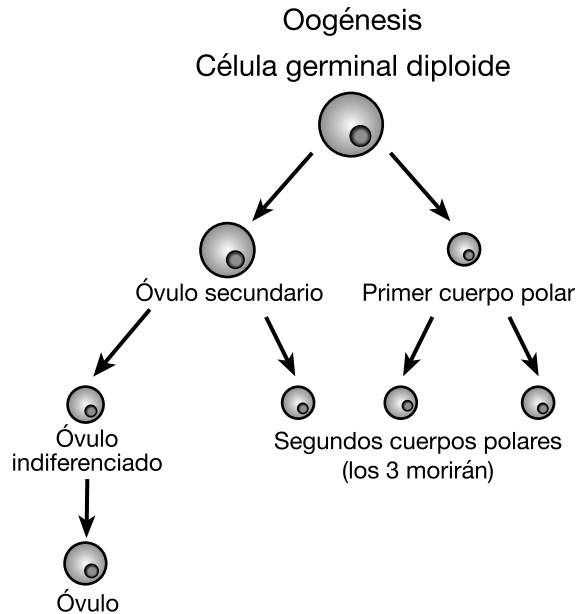 Oogénesis
Célula germinal diploide
Óvulo secundario
Primer cuerpo polar
Óvulo
indiferenciado
Segundos cuerpos polares
(los 3 morirán)
Óvulo